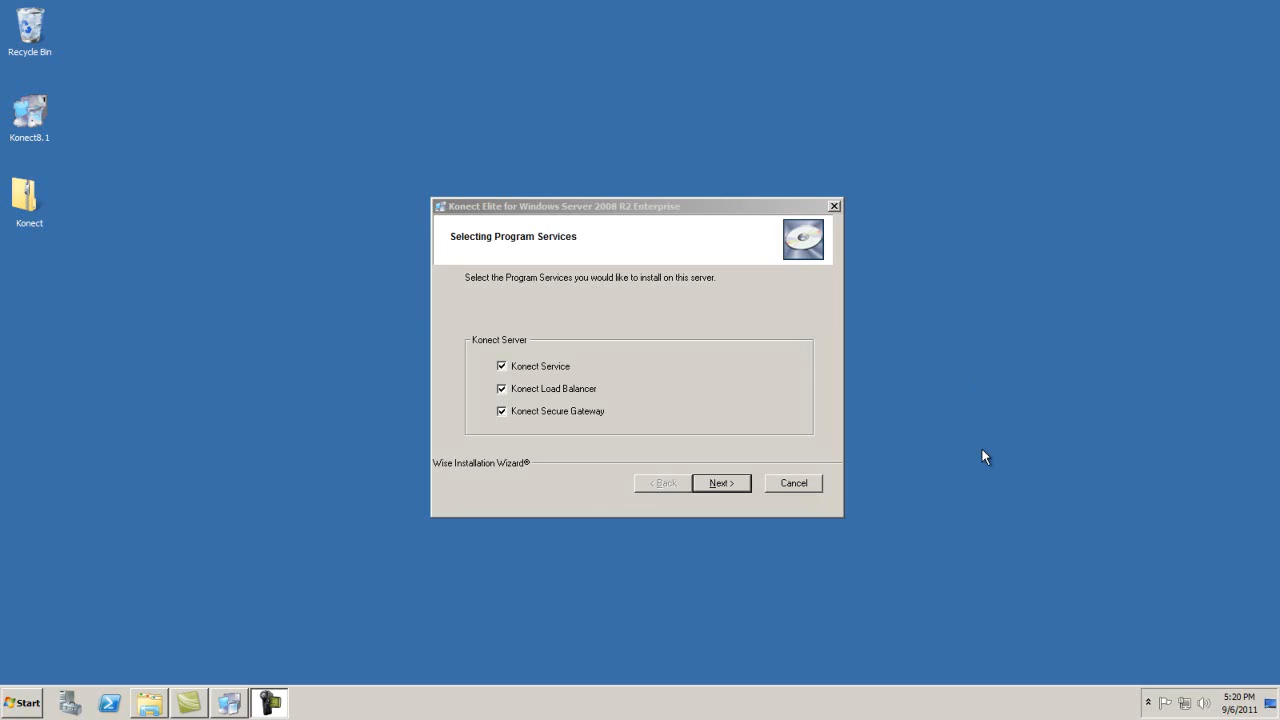 Recycle Bin
Konect8.1
Konect
Konect Elite for Windows Server 2008 R2 Enterprise
Selecting Program Services
Select the Program Services you would like to install on this server.
Konect Server
Konect Service
Konect Load Balancer
Konect Secure Gateway
Wise Installation Wizard®
< Back
Next >
Cancel
Start
5:20 PM
9/6/2011